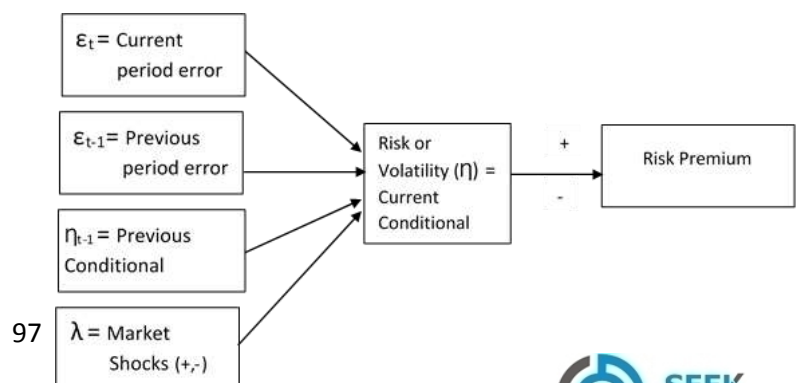 εt = Current
period error
εt-1 = Previous
period error
ηt-1 = Previous
Conditional
97
λ = Market
Shocks (+,-)
Risk or
Volatility (η) =
Current
Conditional
+
-
Risk Premium
SEEK